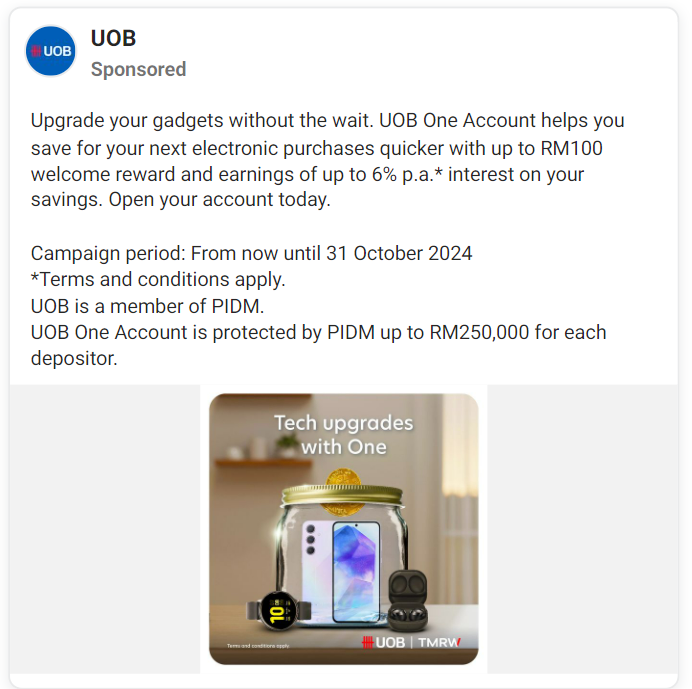 UOB
UOB
Sponsored
Upgrade your gadgets without the wait. UOB One Account helps you
save for your next electronic purchases quicker with up to RM100
welcome reward and earnings of up to 6% p.a.* interest on your
savings. Open your account today.
Campaign period: From now until 31 October 2024
*Terms and conditions apply.
UOB is a member of PIDM.
UOB One Account is protected by PIDM up to RM250,000 for each
depositor.
Tech upgrades
with One
10
Terms and conditions apply.
UOB | TMRW